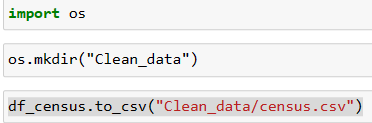 import os
os.mkdir("Clean_data")
df_census.to_csv("Clean_data/census.csv")